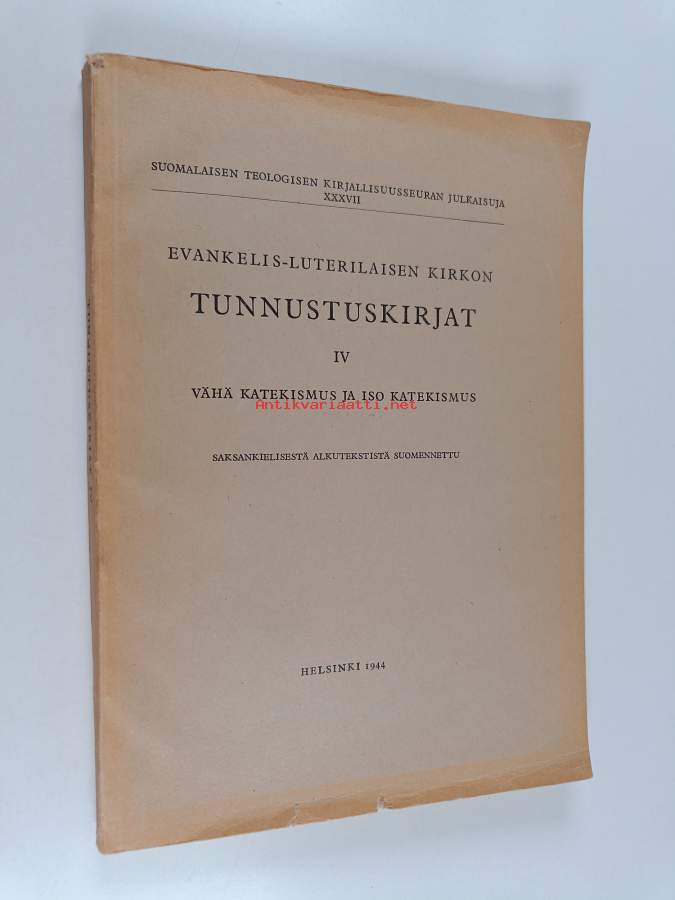 SUOMALAISEN TEOLOGISEN KIRJALLISUUSSEURAN JULKAISUJA
XXXVII
EVANKELIS-LUTERILAISEN KIRKON
TUNNUSTUSKIRJAT
IV
VÄHÄ KATEKISMUS JA ISO KATEKISMUS
Antikvariaatti.net
SAKSANKIELISESTÄ ALKUTEKSTISTÄ SUOMENNETTU
HELSINKI 1944